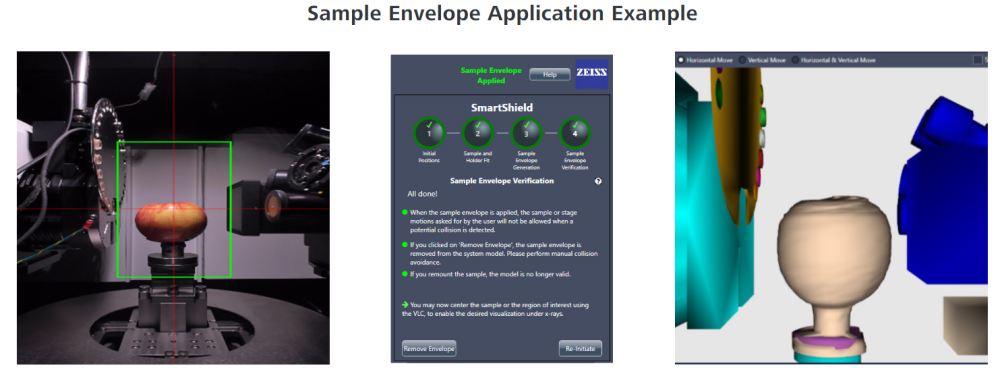 Sample Envelope Application Example
Sample Envelope
Applied
Help
ZEISS
SmartShield
1
2
3
4
Initial
Positions
Sample and
Holder Fit
Sample
Envelope
Generation
Sample
Envelope
Verification
Sample Envelope Verification
?
All done!
When the sample envelope is applied, the sample or stage
motions asked for by the user will not be allowed when a
potential collision is detected.
If you clicked on 'Remove Envelope', the sample envelope is
removed from the system model. Please perform manual collision
avoidance.
If you remount the sample, the model is no longer valid.
You may now center the sample or the region of interest using
the VLC, to enable the desired visualization under x-rays.
Remove Envelope
Re-Initiate
Horizontal Move
Vertical Move
Horizontal & Vertical Move